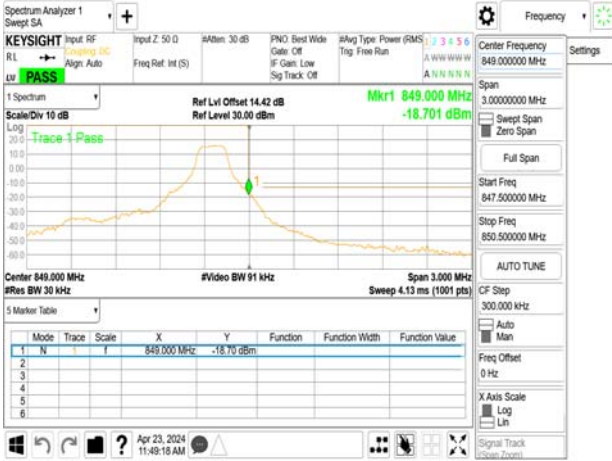 Spectrum Analyzer 1
Swept SA
+
Frequency
KEYSIGHT Input: RF Input Z: 50 Ω #Atten: 30 dB PNO: Best Wide #Avg Type: Power (RMS) 1 2 3 4 5 6
RL Coupling: DC Gate: Off Trig: Free Run A W W W W W
Align: Auto Freq Ref: Int (S) IF Gain: Low
LW PASS Sig Track: Off A N N N N N
1 Spectrum
Ref Lvl Offset 14.42 dB
Mkr1 849.000 MHz
Scale/Div 10 dB
Ref Level 30.00 dBm
-18.701 dBm
Log
Trace 1 Pass
20.0
10.0
0.00
-10.0
-20.0
-30.0
-40.0
-50.0
-60.0
1
Center 849.000 MHz #Video BW 91 kHz Span 3.000 MHz
#Res BW 30 kHz Sweep 4.13 ms (1001 pts)
5 Marker Table
Mode Trace Scale X Y Function Function Width Function Value
1 N 1 f 849.000 MHz -18.70 dBm
2
3
4
5
6
?
Apr 23, 2024
11:49:18 AM
Center Frequency
849.000000 MHz
Settings
Span
3.00000000 MHz
Swept Span
Zero Span
Full Span
Start Freq
847.500000 MHz
Stop Freq
850.500000 MHz
AUTO TUNE
CF Step
300.000 kHz
Auto
Man
Freq Offset
0 Hz
X Axis Scale
Log
Lin
Signal Track
(Span Zoom)